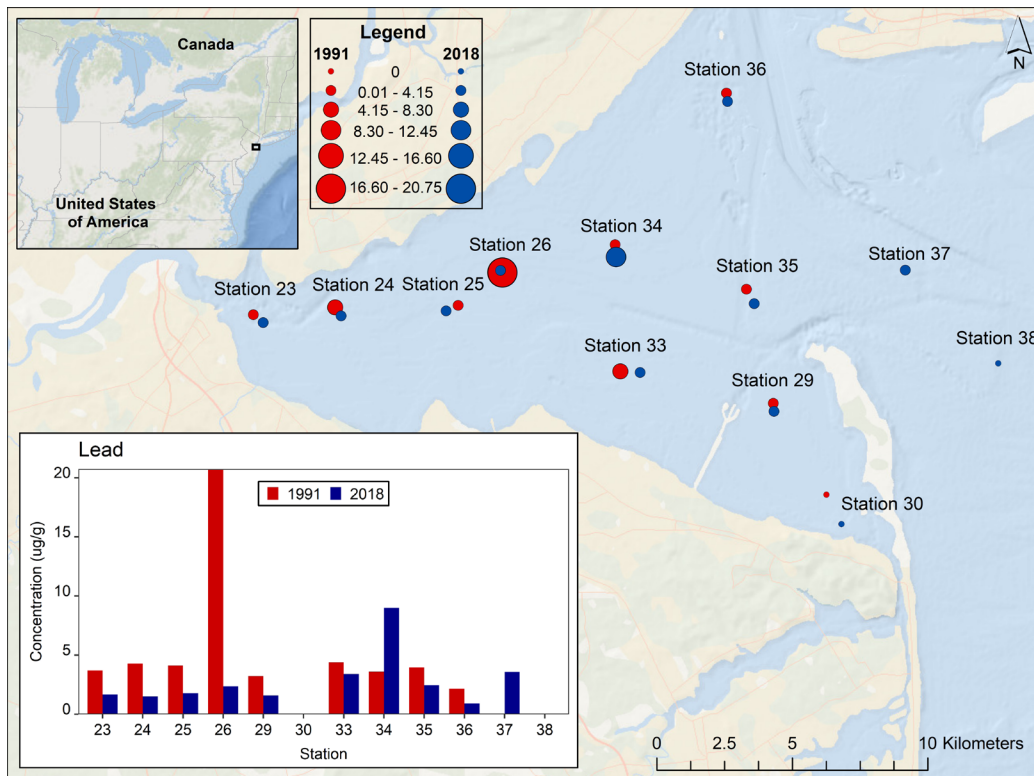 Canada
United States
of America
Legend
1991 2018
0
0.01 - 4.15
4.15 - 8.30
8.30 - 12.45
12.45 - 16.60
16.60 - 20.75
N
Station 36
Station 34
Station 26
Station 37
Station 35
Station 25
Station 24
Station 23
Station 38
Station 33
Station 29
Station 30
Lead
1991 2018
20
15
10
5
0
Concentration (ug/g)
23 24 25 26 29 30 33 34 35 36 37 38
Station
0 2.5 5 10 Kilometers